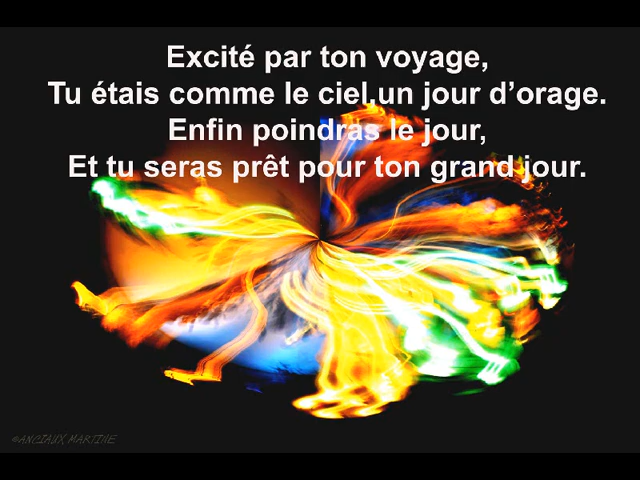 Excité par ton voyage,
Tu étais comme le ciel,un jour d’orage.
Enfin poindras le jour,
Et tu seras prêt pour ton grand jour.
©ANCIAUX MARTINE